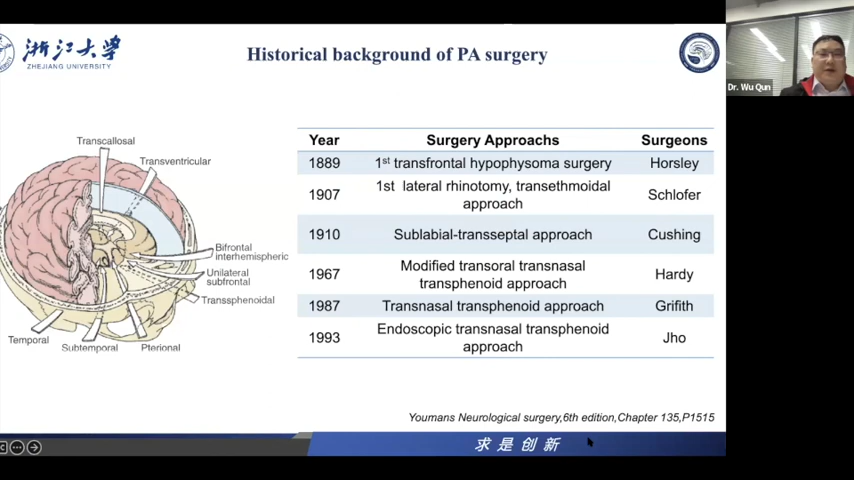 浙江大学
ZHEJIANG UNIVERSITY
Historical background of PA surgery
Dr. Wu Qun
Transcallosal
Transventricular
Bifrontal
interhemispheric
Unilateral
subfrontal
Transsphenoidal
Temporal
Subtemporal
Pterional
Year Surgery Approachs Surgeons
1889 1st transfrontal hypophysoma surgery Horsley
1907 1st lateral rhinotomy, transethmoidal approach Schlofer
1910 Sublabial-transseptal approach Cushing
1967 Modified transoral transnasal transphenoid approach Hardy
1987 Transnasal transphenoid approach Grifith
1993 Endoscopic transnasal transphenoid approach Jho
Youmans Neurological surgery,6th edition,Chapter 135,P1515
求是创新